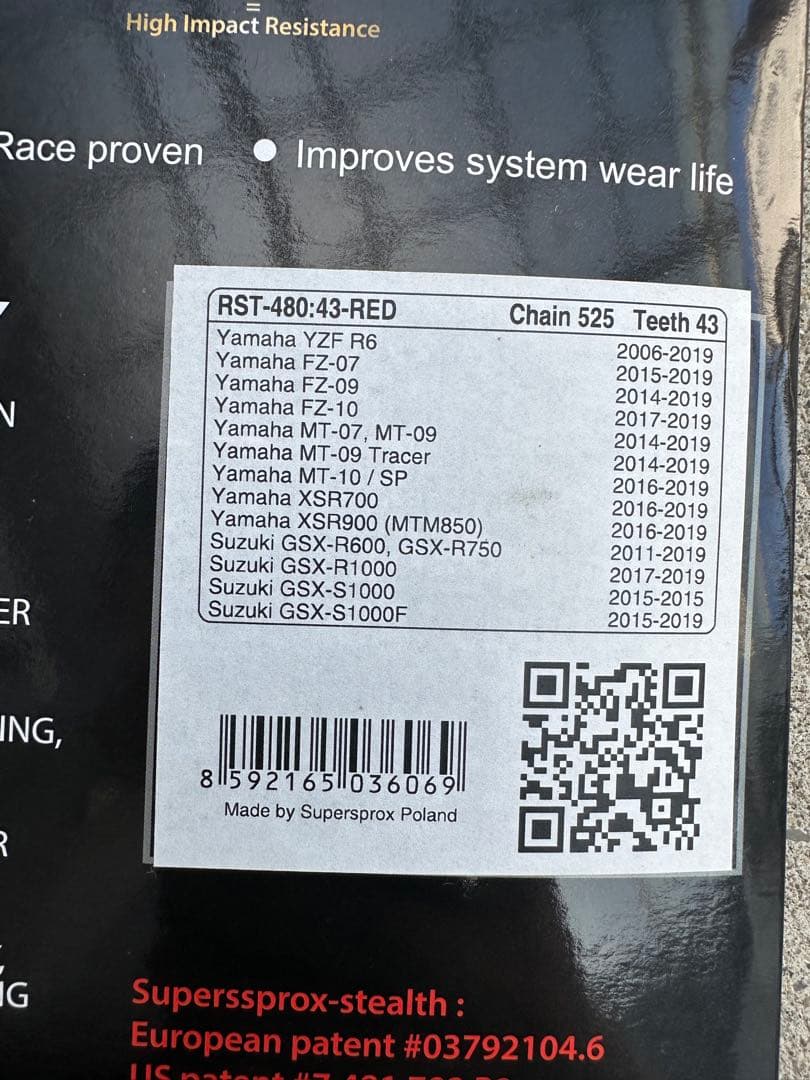 =
High Impact Resistance
Race proven ● Improves system wear life
RST-480:43-RED Chain 525 Teeth 43
Yamaha YZF R6 2006-2019
Yamaha FZ-07 2015-2019
Yamaha FZ-09 2014-2019
Yamaha FZ-10 2017-2019
Yamaha MT-07, MT-09 2014-2019
Yamaha MT-09 Tracer 2014-2019
Yamaha MT-10 / SP 2016-2019
Yamaha XSR700 2016-2019
Yamaha XSR900 (MTM850) 2016-2019
Suzuki GSX-R600, GSX-R750 2011-2019
Suzuki GSX-R1000 2017-2019
Suzuki GSX-S1000 2015-2015
Suzuki GSX-S1000F 2015-2019
N
ER
ING,
R
IG
8 592165 036069
Made by Supersprox Poland
Superssprox-stealth :
European patent #03792104.6
US patent